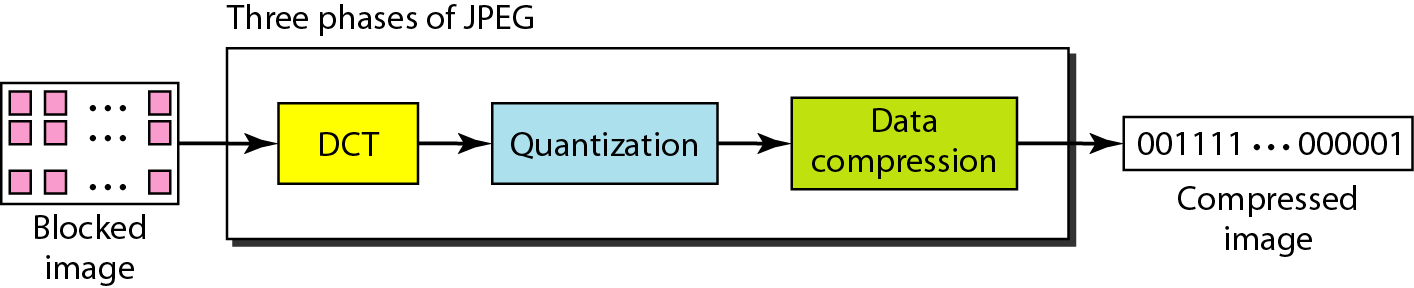 Three phases of JPEG
DCT
Quantization
Data
compression
001111 ... 000001
Blocked
image
Compressed
image